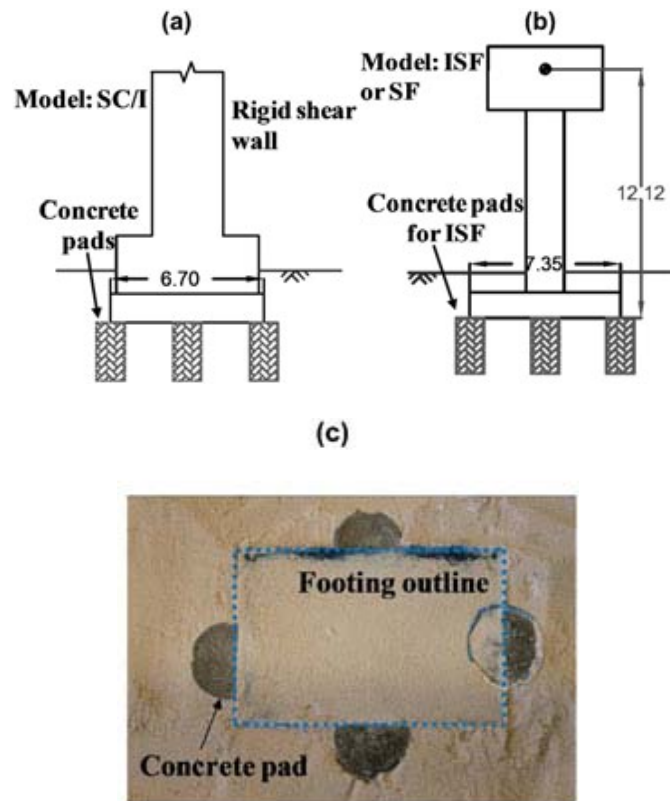 (a)
Model: SC/I
Rigid shear
wall
Concrete
pads
6.70
(b)
Model: ISF
or SF
12.12
Concrete pads
for ISF
7.35
(c)
Footing outline
Concrete pad